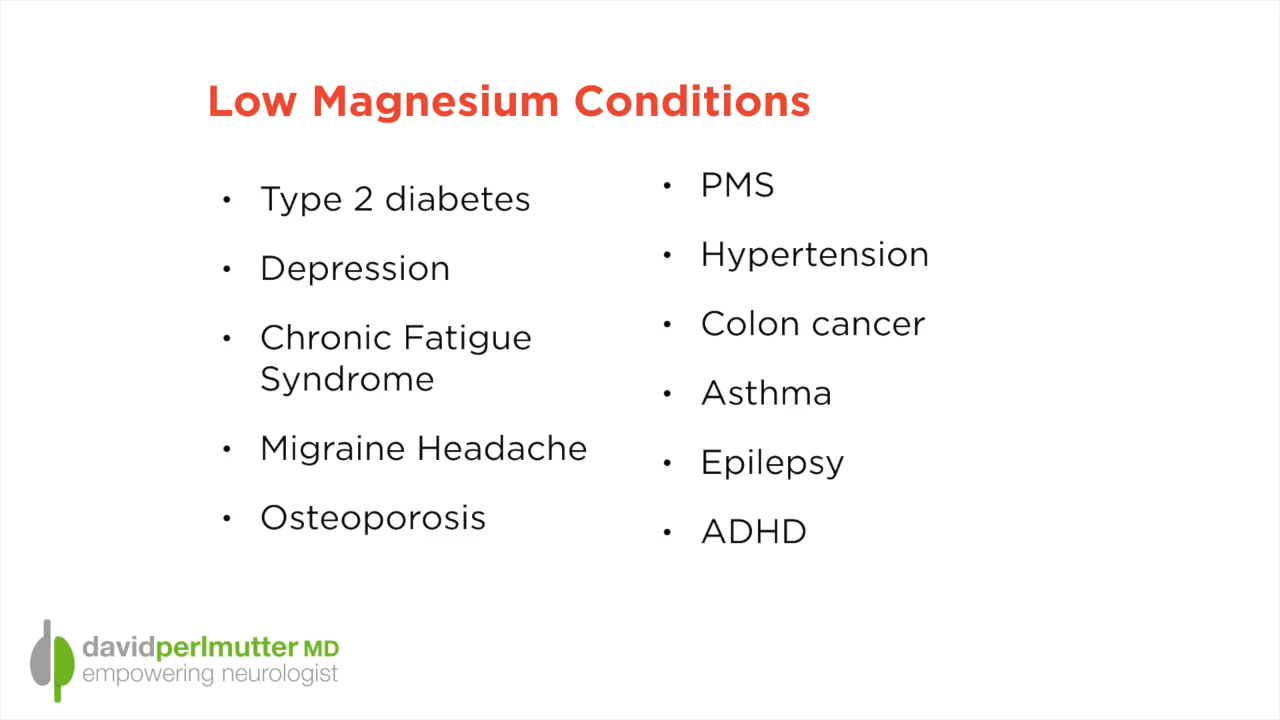 Low Magnesium Conditions
• Type 2 diabetes
• Depression
• Chronic Fatigue
Syndrome
• Migraine Headache
• Osteoporosis
• PMS
• Hypertension
• Colon cancer
• Asthma
• Epilepsy
• ADHD
davidperlmutter MD
empowering neurologist